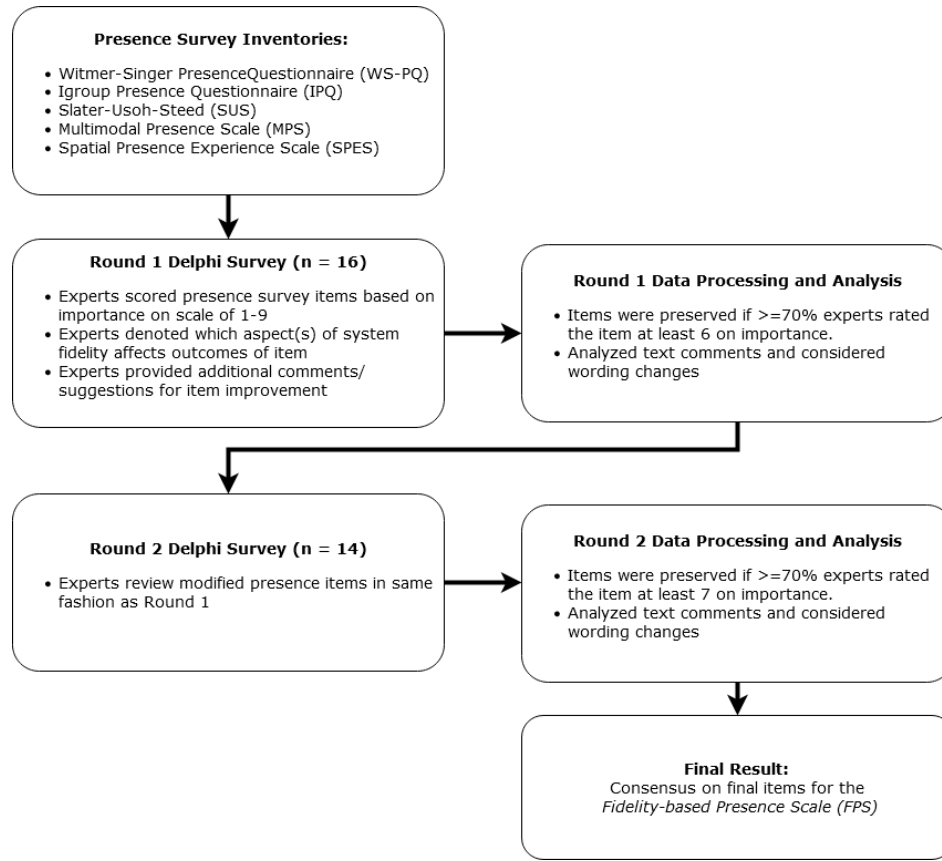 Presence Survey Inventories:
• Witmer-Singer PresenceQuestionnaire (WS-PQ)
• Igroup Presence Questionnaire (IPQ)
• Slater-Usoh-Steed (SUS)
• Multimodal Presence Scale (MPS)
• Spatial Presence Experience Scale (SPES)
Round 1 Delphi Survey (n = 16)
• Experts scored presence survey items based on
importance on scale of 1-9
• Experts denoted which aspect(s) of system
fidelity affects outcomes of item
• Experts provided additional comments/
suggestions for item improvement
Round 1 Data Processing and Analysis
• Items were preserved if >=70% experts rated
the item at least 6 on importance.
• Analyzed text comments and considered
wording changes
Round 2 Delphi Survey (n = 14)
• Experts review modified presence items in same
fashion as Round 1
Round 2 Data Processing and Analysis
• Items were preserved if >=70% experts rated
the item at least 7 on importance.
• Analyzed text comments and considered
wording changes
Final Result:
Consensus on final items for the
Fidelity-based Presence Scale (FPS)